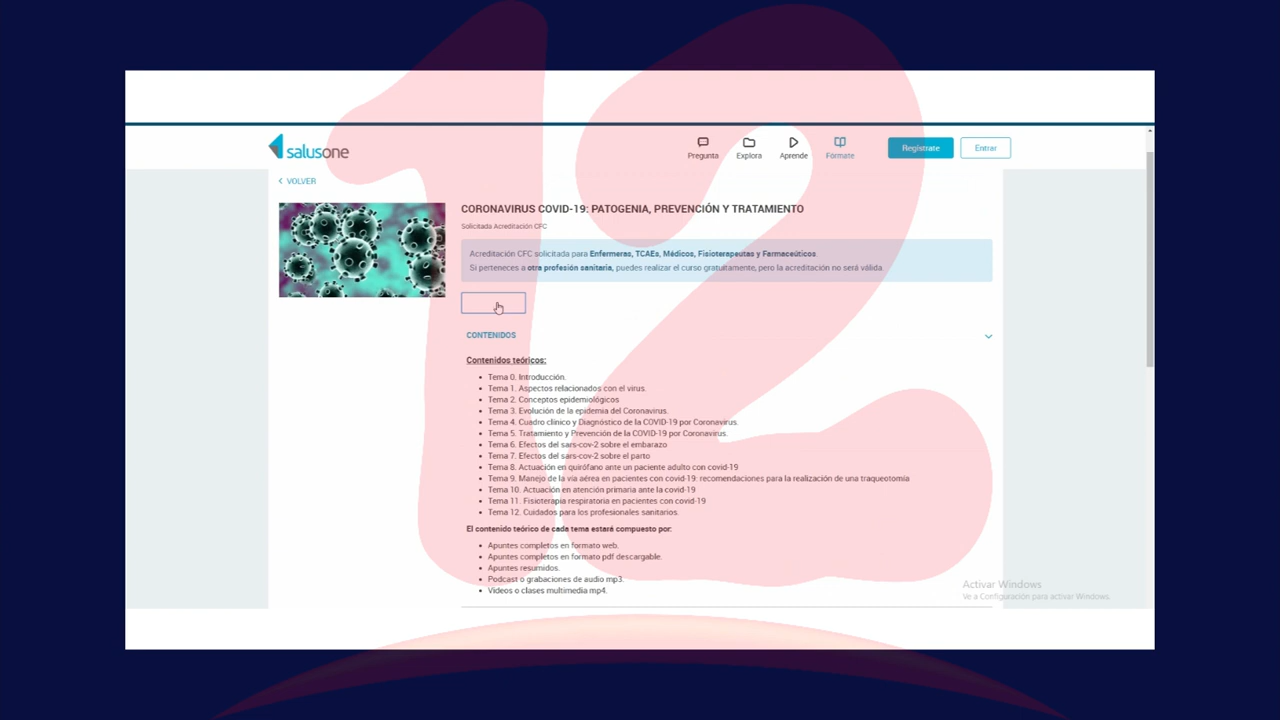 12
salusone
Pregunta
Explora
Aprende
Fórmate
Regístrate
Entrar
VOLVER
CORONAVIRUS COVID-19: PATOGENIA, PREVENCIÓN Y TRATAMIENTO
Solicitada Acreditación CFC
Acreditación CFC solicitada para Enfermeras, TCAEs, Médicos, Fisioterapeutas y Farmaceúticos.
Si perteneces a otra profesión sanitaria, puedes realizar el curso gratuitamente, pero la acreditación no será válida.
CONTENIDOS
Contenidos teóricos:
Tema 0. Introducción.
Tema 1. Aspectos relacionados con el virus.
Tema 2. Conceptos epidemiológicos
Tema 3. Evolución de la epidemia del Coronavirus.
Tema 4. Cuadro clínico y Diagnóstico de la COVID-19 por Coronavirus.
Tema 5. Tratamiento y Prevención de la COVID-19 por Coronavirus.
Tema 6. Efectos del sars-cov-2 sobre el embarazo
Tema 7. Efectos del sars-cov-2 sobre el parto
Tema 8. Actuación en quirófano ante un paciente adulto con covid-19
Tema 9. Manejo de la vía aérea en pacientes con covid-19: recomendaciones para la realización de una traqueotomía
Tema 10. Actuación en atención primaria ante la covid-19
Tema 11. Fisioterapia respiratoria en pacientes con covid-19
Tema 12. Cuidados para los profesionales sanitarios.
El contenido teórico de cada tema estará compuesto por:
Apuntes completos en formato web.
Apuntes completos en formato pdf descargable.
Apuntes resumidos.
Podcast o grabaciones de audio mp3.
Vídeos o clases multimedia mp4.
Activar Windows
Ve a Configuración para activar Windows.